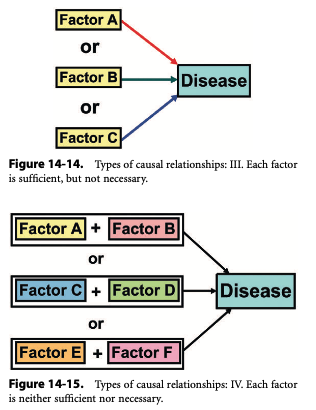 Factor A
or
Factor B
or
Factor C
Disease
Figure 14-14. Types of causal relationships: III. Each factor
is sufficient, but not necessary.
Factor A + Factor B
or
Factor C + Factor D
or
Factor E + Factor F
Disease
Figure 14-15. Types of causal relationships: IV. Each factor
is neither sufficient nor necessary.